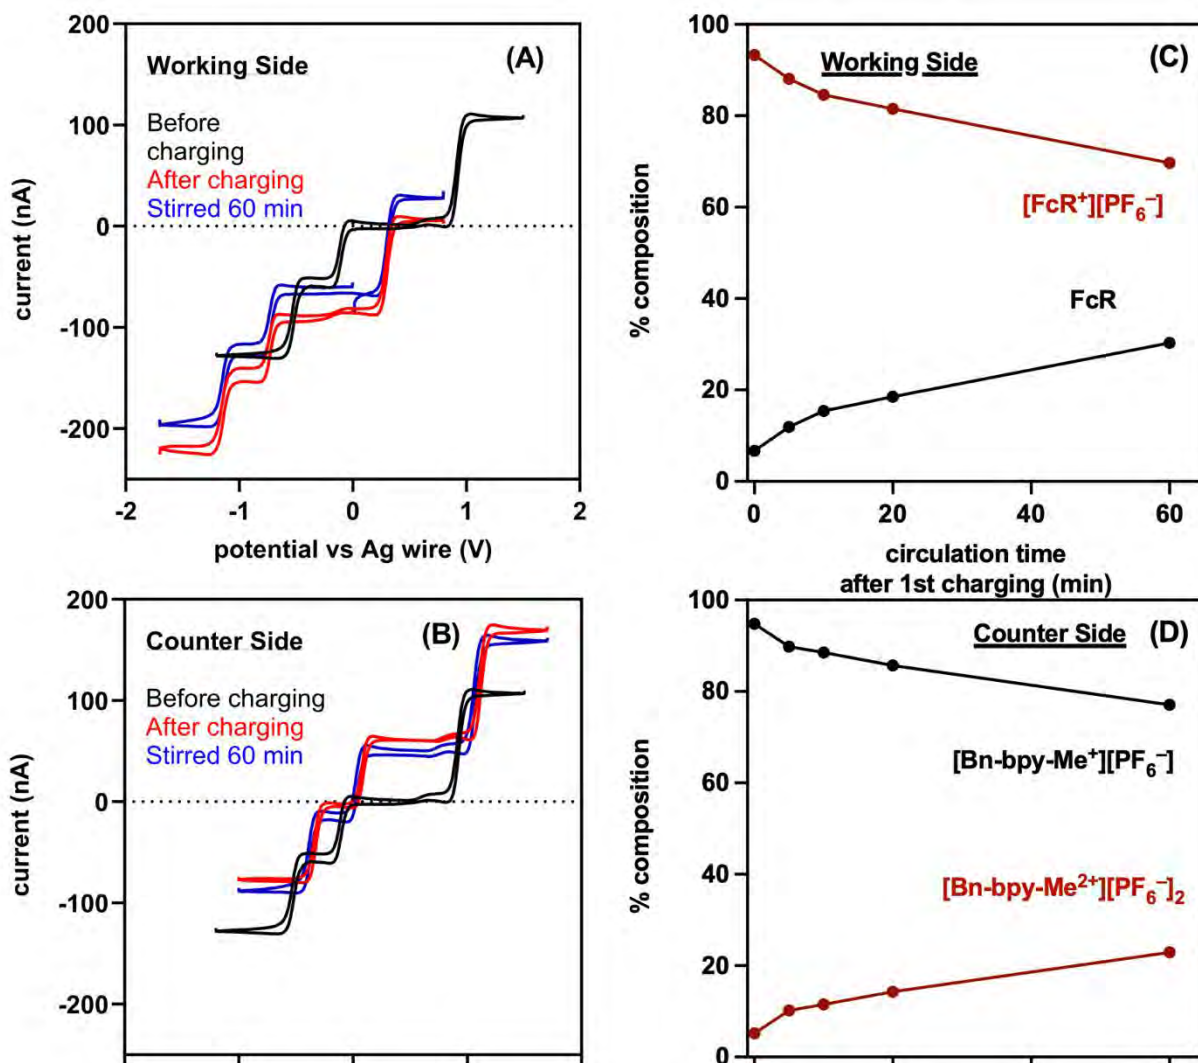 200
100
0
-100
-200
current (nA)
Working Side
(A)
Before
charging
After charging
Stirred 60 min
-2
-1
0
1
2
potential vs Ag wire (V)
100
80
60
40
20
0
% composition
Working Side
(C)
[FcR⁺][PF₆⁻]
FcR
0
20
40
60
circulation time
after 1st charging (min)
200
100
0
-100
-200
current (nA)
Counter Side
(B)
Before charging
After charging
Stirred 60 min
100
80
60
40
20
0
% composition
Counter Side
(D)
[Bn-bpy-Me⁺][PF₆⁻]
[Bn-bpy-Me²⁺][PF₆⁻]₂